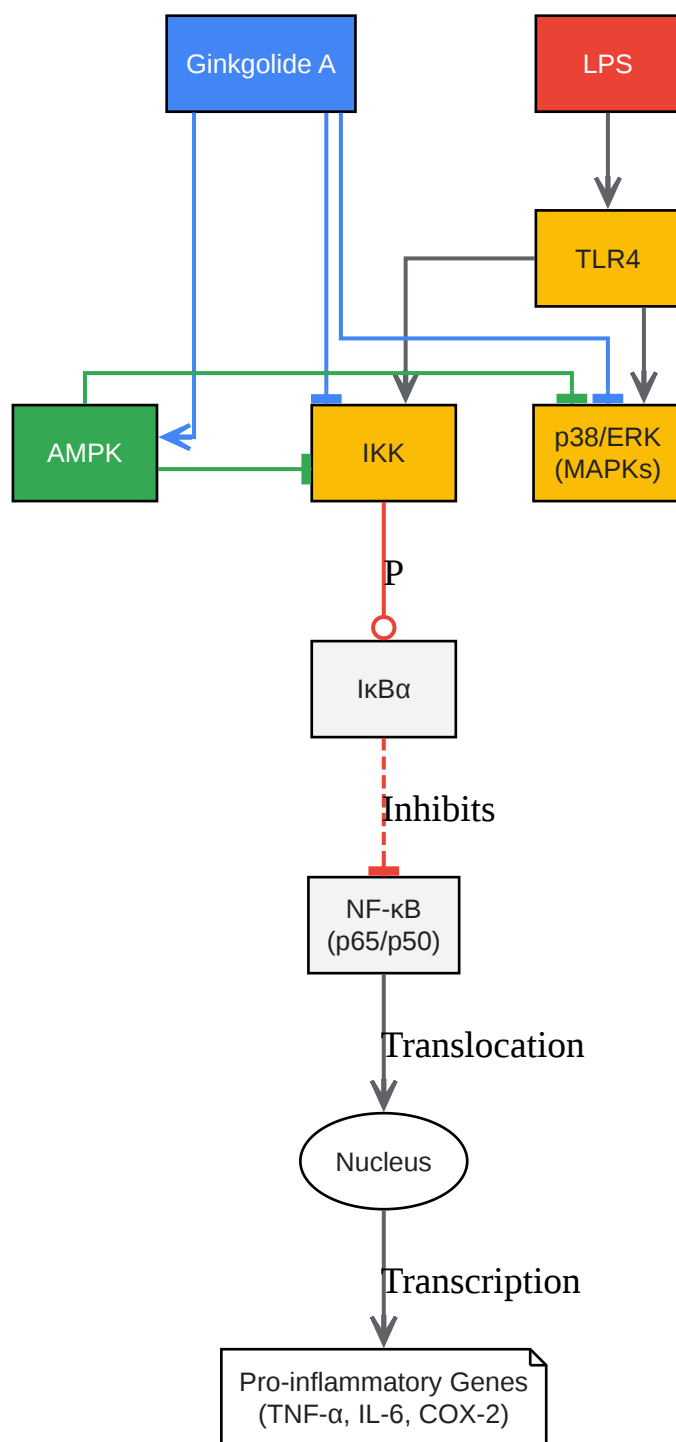 Ginkgolide A
LPS
TLR4
AMPK
IKK
p38/ERK
(MAPKs)
P
IκBα
Inhibits
NF-κB
(p65/p50)
Translocation
Nucleus
Transcription
Pro-inflammatory Genes
(TNF-α, IL-6, COX-2)